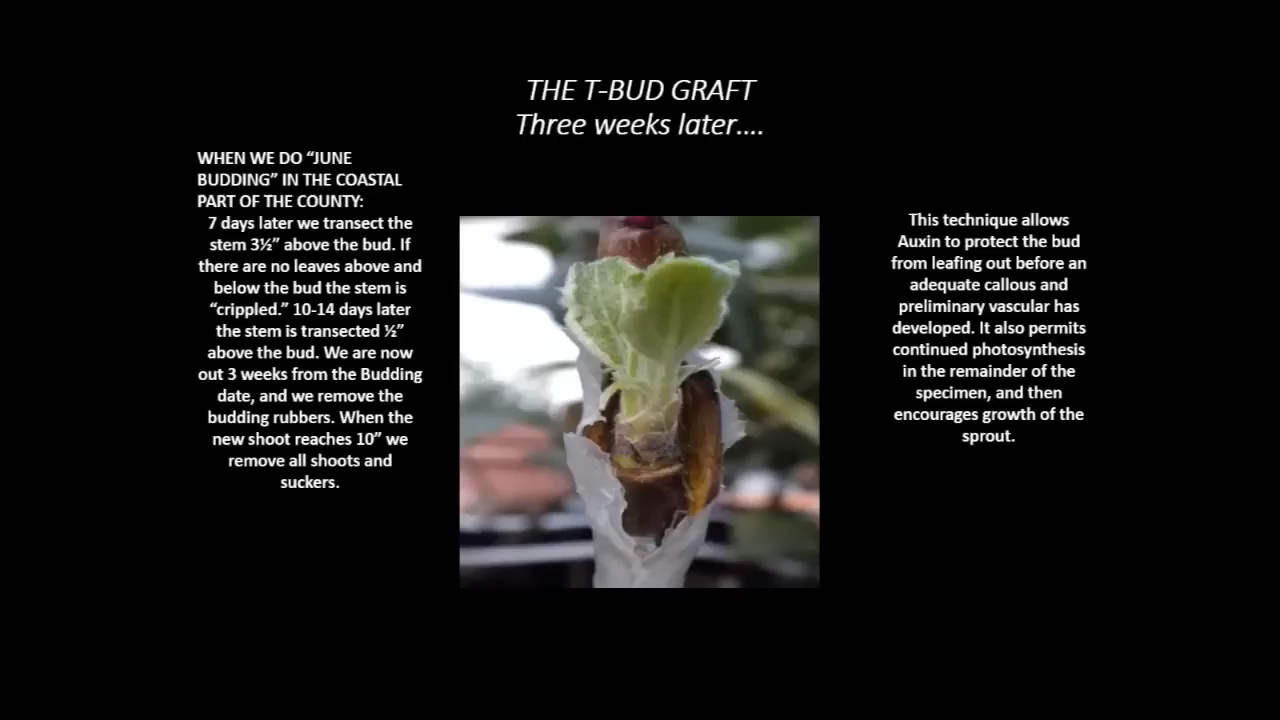 THE T-BUD GRAFT
Three weeks later....
WHEN WE DO “JUNE
BUDDING” IN THE COASTAL
PART OF THE COUNTY:
7 days later we transect the
stem 3½” above the bud. If
there are no leaves above and
below the bud the stem is
“crippled.” 10-14 days later
the stem is transected ½”
above the bud. We are now
out 3 weeks from the Budding
date, and we remove the
budding rubbers. When the
new shoot reaches 10” we
remove all shoots and
suckers.
This technique allows
Auxin to protect the bud
from leafing out before an
adequate callous and
preliminary vascular has
developed. It also permits
continued photosynthesis
in the remainder of the
specimen, and then
encourages growth of the
sprout.